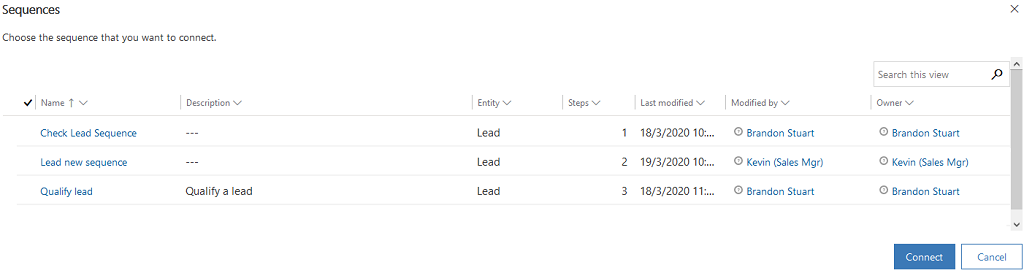 Sequences
Choose the sequence that you want to connect.
Search this view
Name Description Entity Steps Last modified Modified by Owner
Check Lead Sequence --- Lead 1 18/3/2020 10:... Brandon Stuart Brandon Stuart
Lead new sequence --- Lead 2 19/3/2020 10:... Kevin (Sales Mgr) Kevin (Sales Mgr)
Qualify lead Qualify a lead Lead 3 18/3/2020 11:... Brandon Stuart Brandon Stuart
Connect Cancel